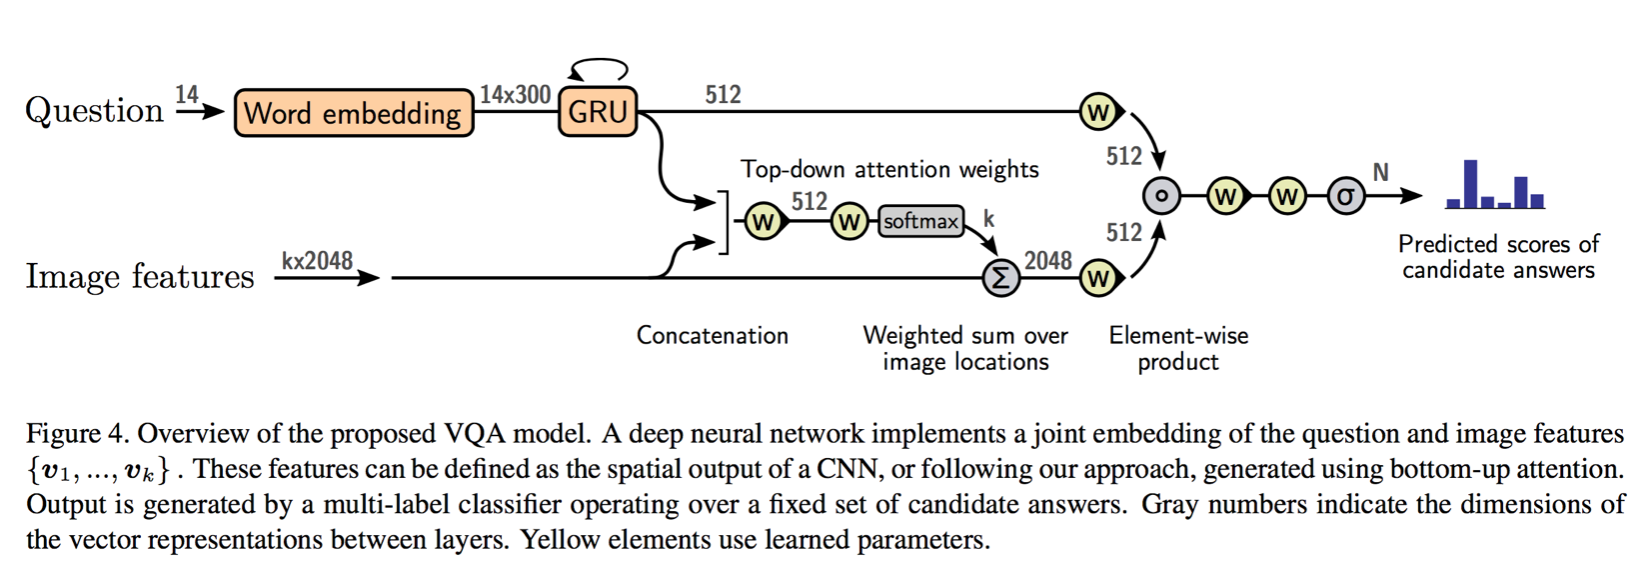 Question
14
Word embedding
14x300
GRU
512
w
512
Top-down attention weights
w
512
w
softmax
k
Image features
kx2048
Σ
2048
w
512
∘
w
w
σ
N
Predicted scores of
candidate answers
Concatenation
Weighted sum over
image locations
Element-wise
product
Figure 4. Overview of the proposed VQA model. A deep neural network implements a joint embedding of the question and image features
{v1, ..., vk} . These features can be defined as the spatial output of a CNN, or following our approach, generated using bottom-up attention.
Output is generated by a multi-label classifier operating over a fixed set of candidate answers. Gray numbers indicate the dimensions of
the vector representations between layers. Yellow elements use learned parameters.